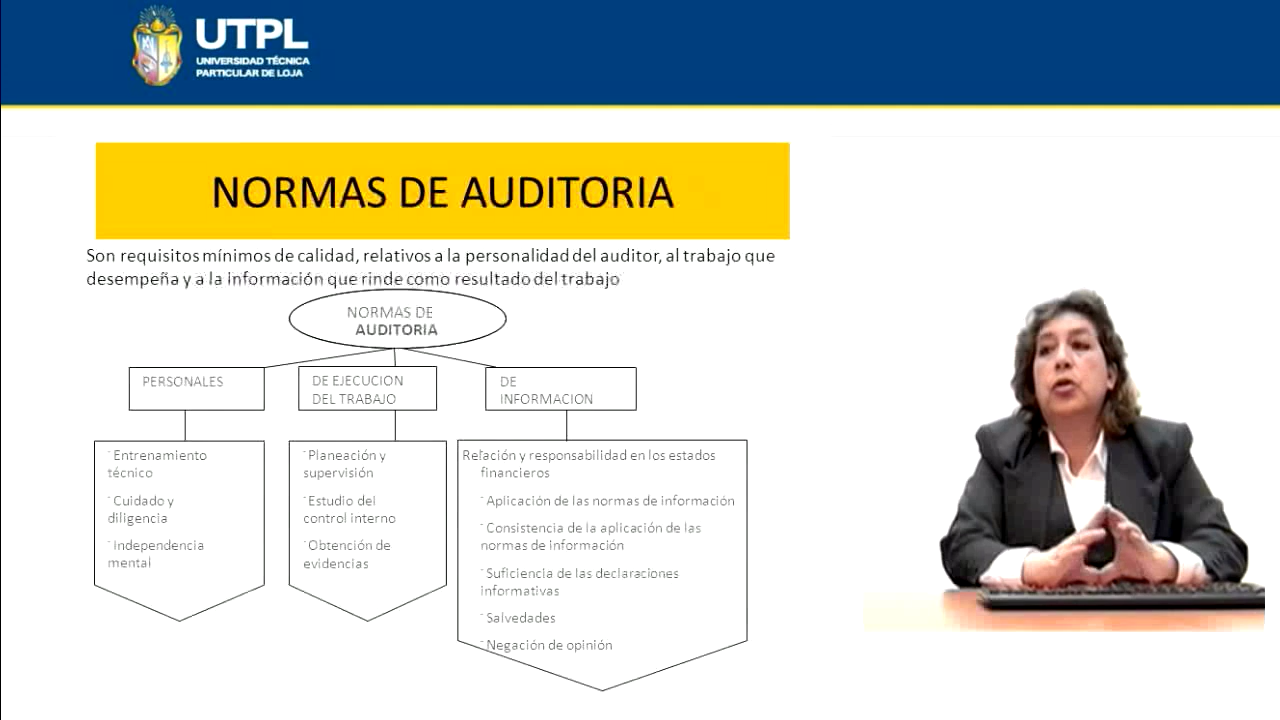 UTPL
UNIVERSIDAD TÉCNICA
PARTICULAR DE LOJA
NORMAS DE AUDITORIA
Son requisitos mínimos de calidad, relativos a la personalidad del auditor, al trabajo que
desempeña y a la información que rinde como resultado del trabajo
NORMAS DE
AUDITORIA
PERSONALES
DE EJECUCION
DEL TRABAJO
DE
INFORMACION
Entrenamiento
técnico
Cuidado y
diligencia
Independencia
mental
Planeación y
supervisión
Estudio del
control interno
Obtención de
evidencias
Relación y responsabilidad en los estados
financieros
Aplicación de las normas de información
Consistencia de la aplicación de las
normas de información
Suficiencia de las declaraciones
informativas
Salvedades
Negación de opinión